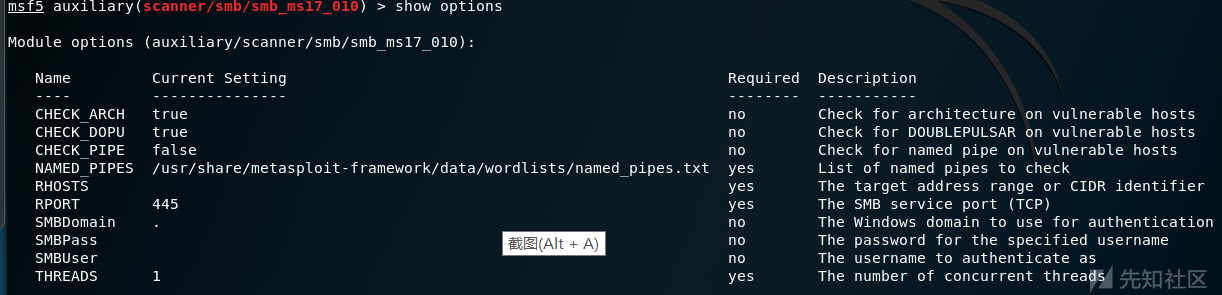 msf5 auxiliary(scanner/smb/smb_ms17_010) > show options
Module options (auxiliary/scanner/smb/smb_ms17_010):
Name Current Setting Required Description
---- --------------- -------- -----------
CHECK_ARCH true no Check for architecture on vulnerable hosts
CHECK_DOPU true no Check for DOUBLEPULSAR on vulnerable hosts
CHECK_PIPE false no Check for named pipe on vulnerable hosts
NAMED_PIPES /usr/share/metasploit-framework/data/wordlists/named_pipes.txt yes List of named pipes to check
RHOSTS yes The target address range or CIDR identifier
RPORT 445 yes The SMB service port (TCP)
SMBDomain . no The Windows domain to use for authentication
SMBPass no The password for the specified username
SMBUser no The username to authenticate as
THREADS 1 yes The number of concurrent threads
截图(Alt + A)
先知社区